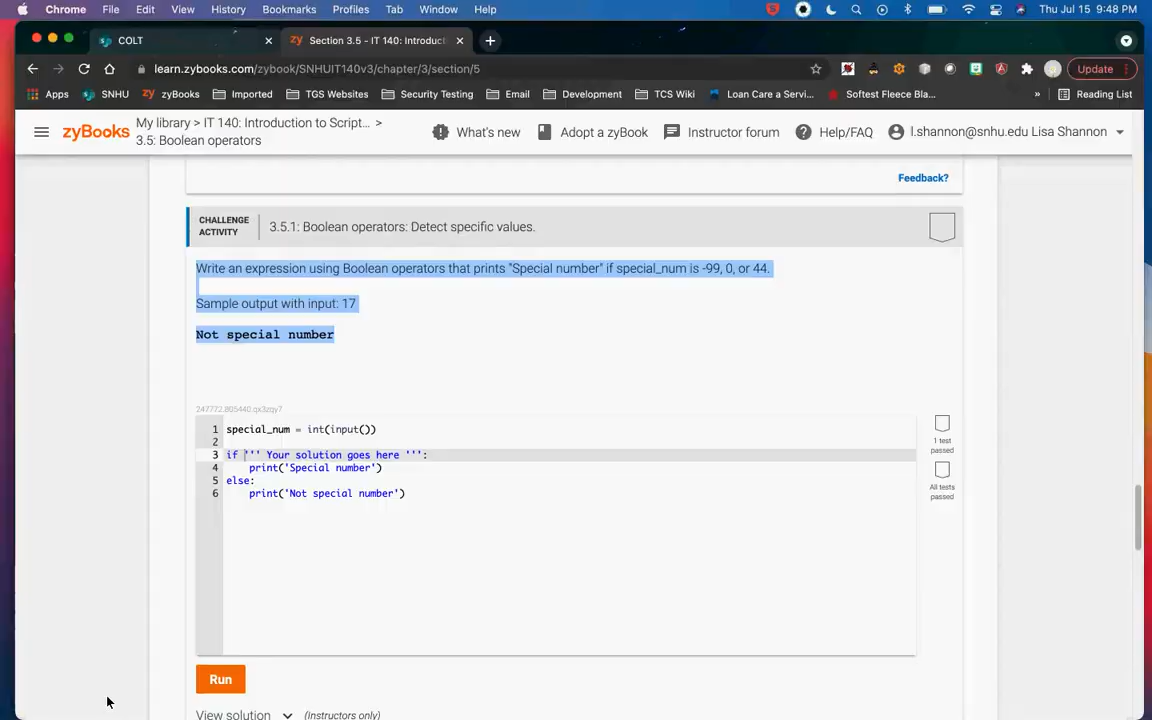 Chrome File Edit View History Bookmarks Profiles Tab Window Help Thu Jul 15 9:48 PM
COLT
Section 3.5 - IT 140: Introduct
learn.zybooks.com/zybook/SNHUIT140v3/chapter/3/section/5
Update
Apps SNHU zyBooks Imported TGS Websites Security Testing Email Development TCS Wiki Loan Care a Servi... Softest Fleece Bla... » Reading List
zyBooks
My library > IT 140: Introduction to Script... >
3.5: Boolean operators
What's new Adopt a zyBook Instructor forum Help/FAQ l.shannon@snhu.edu Lisa Shannon
Feedback?
CHALLENGE
ACTIVITY
3.5.1: Boolean operators: Detect specific values.
Write an expression using Boolean operators that prints "Special number" if special_num is -99, 0, or 44.
Sample output with input: 17
Not special number
247772.805440.qx3zqy7
1 special_num = int(input())
2
3 if ''' Your solution goes here ''':
4 print('Special number')
5 else:
6 print('Not special number')
1 test
passed
All tests
passed
Run
View solution (Instructors only)